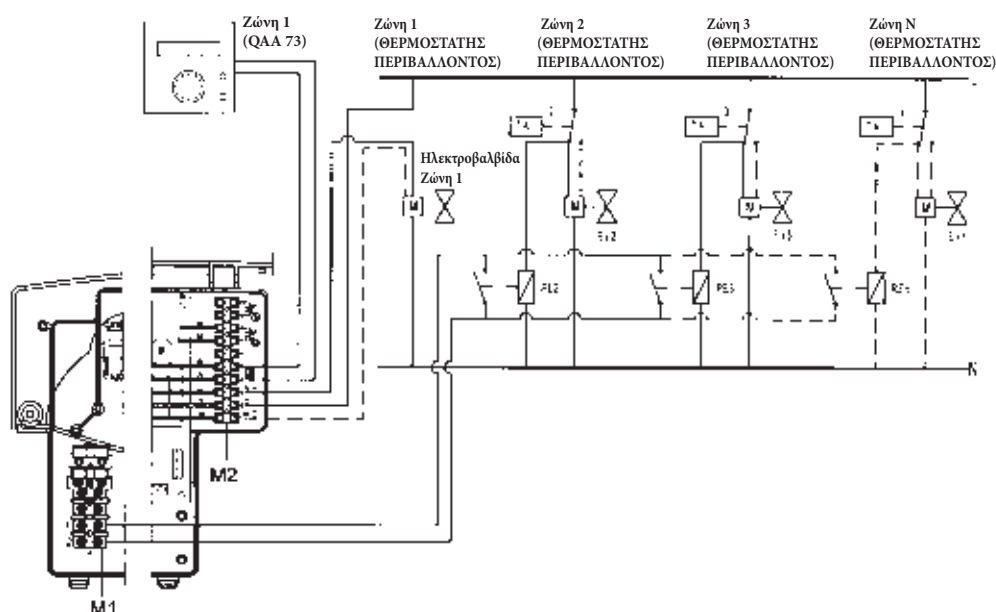 Ζώνη 1
(QAA 73)
Ζώνη 1
(ΘΕΡΜΟΣΤΑΤΗΣ
ΠΕΡΙΒΑΛΛΟΝΤΟΣ)
Ζώνη 2
(ΘΕΡΜΟΣΤΑΤΗΣ
ΠΕΡΙΒΑΛΛΟΝΤΟΣ)
Ζώνη 3
(ΘΕΡΜΟΣΤΑΤΗΣ
ΠΕΡΙΒΑΛΛΟΝΤΟΣ)
Ζώνη N
(ΘΕΡΜΟΣΤΑΤΗΣ
ΠΕΡΙΒΑΛΛΟΝΤΟΣ)
Ηλεκτροβαλβίδα
Ζώνη 1
M
M
M
M
N
M2
M1